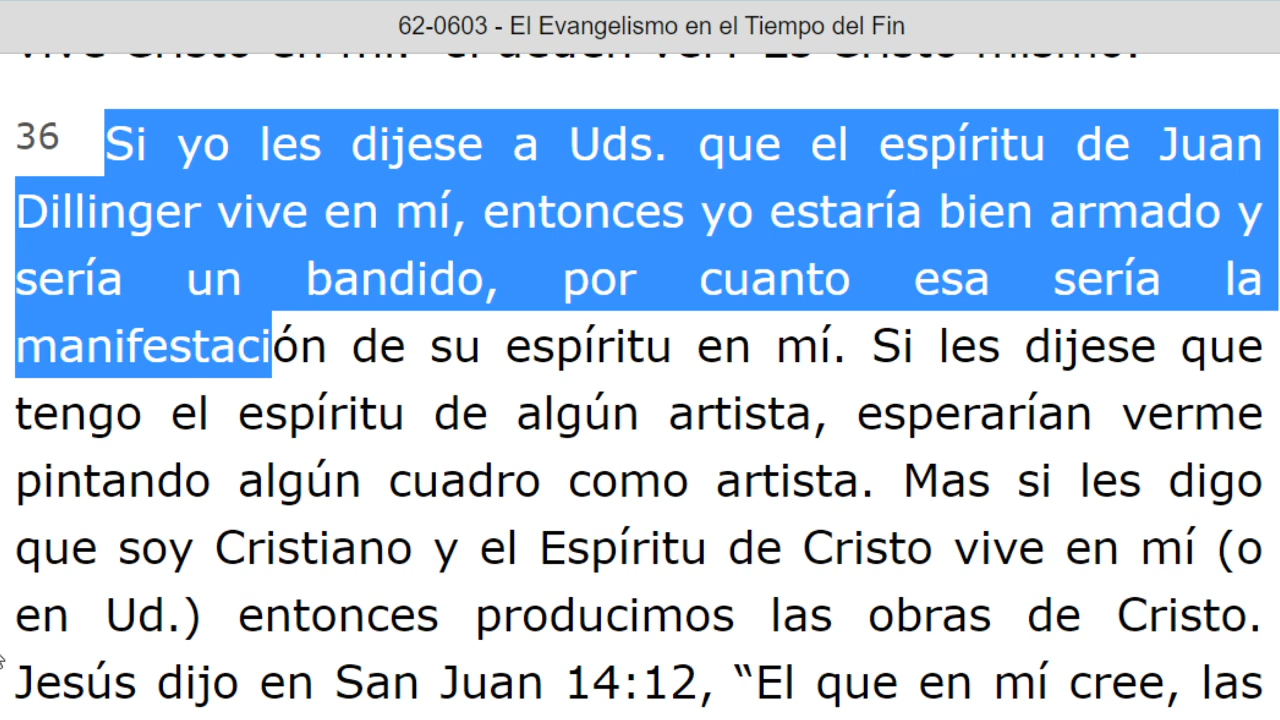 62-0603 - El Evangelismo en el Tiempo del Fin
36 Si yo les dijese a Uds. que el espíritu de Juan
Dillinger vive en mí, entonces yo estaría bien armado y
sería un bandido, por cuanto esa sería la
manifestación de su espíritu en mí. Si les dijese que
tengo el espíritu de algún artista, esperarían verme
pintando algún cuadro como artista. Mas si les digo
que soy Cristiano y el Espíritu de Cristo vive en mí (o
en Ud.) entonces producimos las obras de Cristo.
Jesús dijo en San Juan 14:12, “El que en mí cree, las